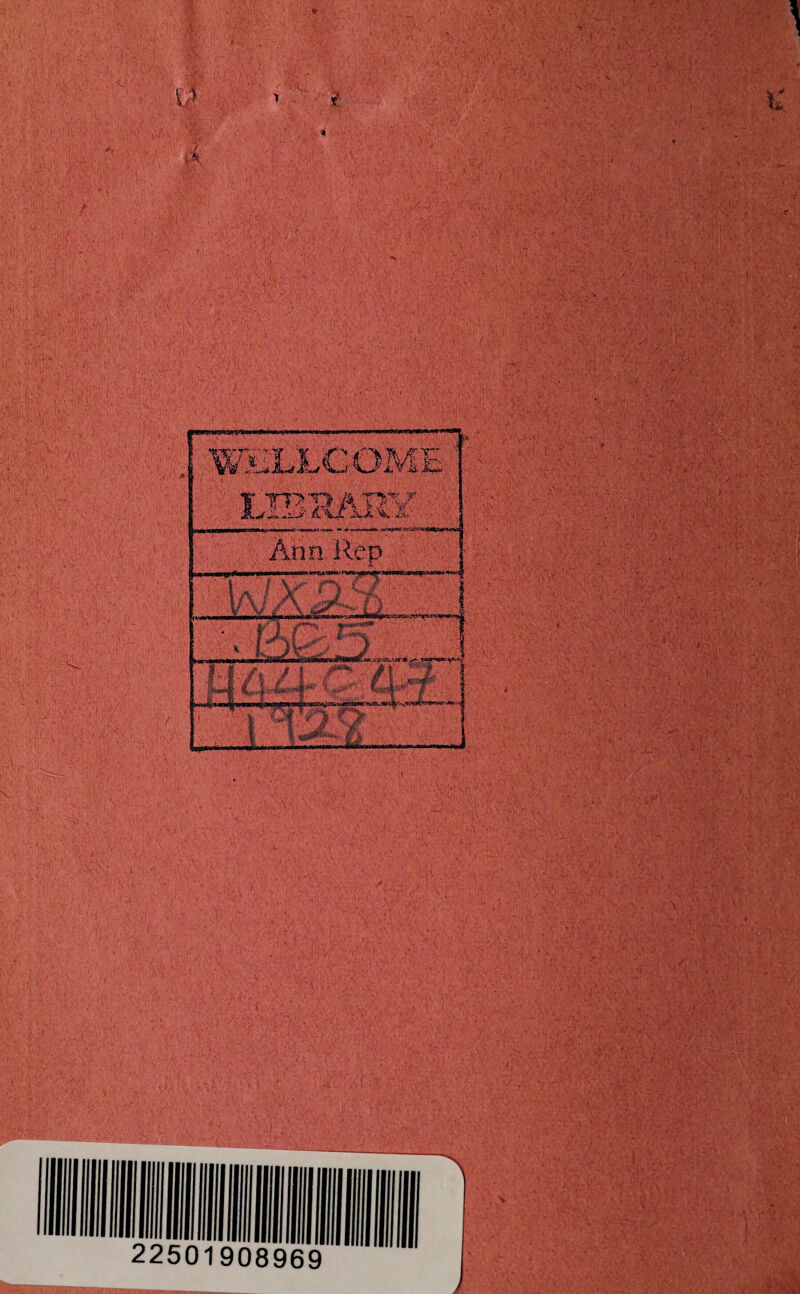 WELLCOME
LIBRARY
Ann Rep
WX28
.BE5
H44C47
1928
22501908969